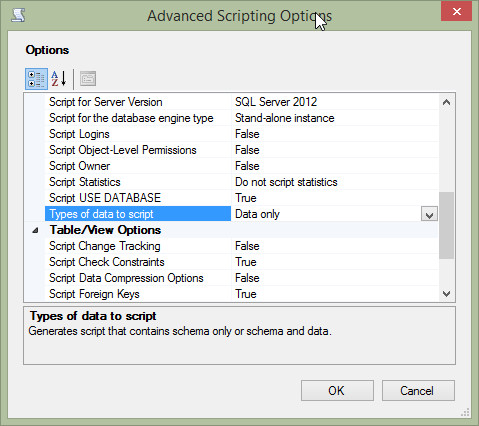 Advanced Scripting Options
Options
Script for Server Version SQL Server 2012
Script for the database engine type Stand-alone instance
Script Logins False
Script Object-Level Permissions False
Script Owner False
Script Statistics Do not script statistics
Script USE DATABASE True
Types of data to script Data only
Table/View Options
Script Change Tracking False
Script Check Constraints True
Script Data Compression Options False
Script Foreign Keys True
Types of data to script
Generates script that contains schema only or schema and data.
OK Cancel